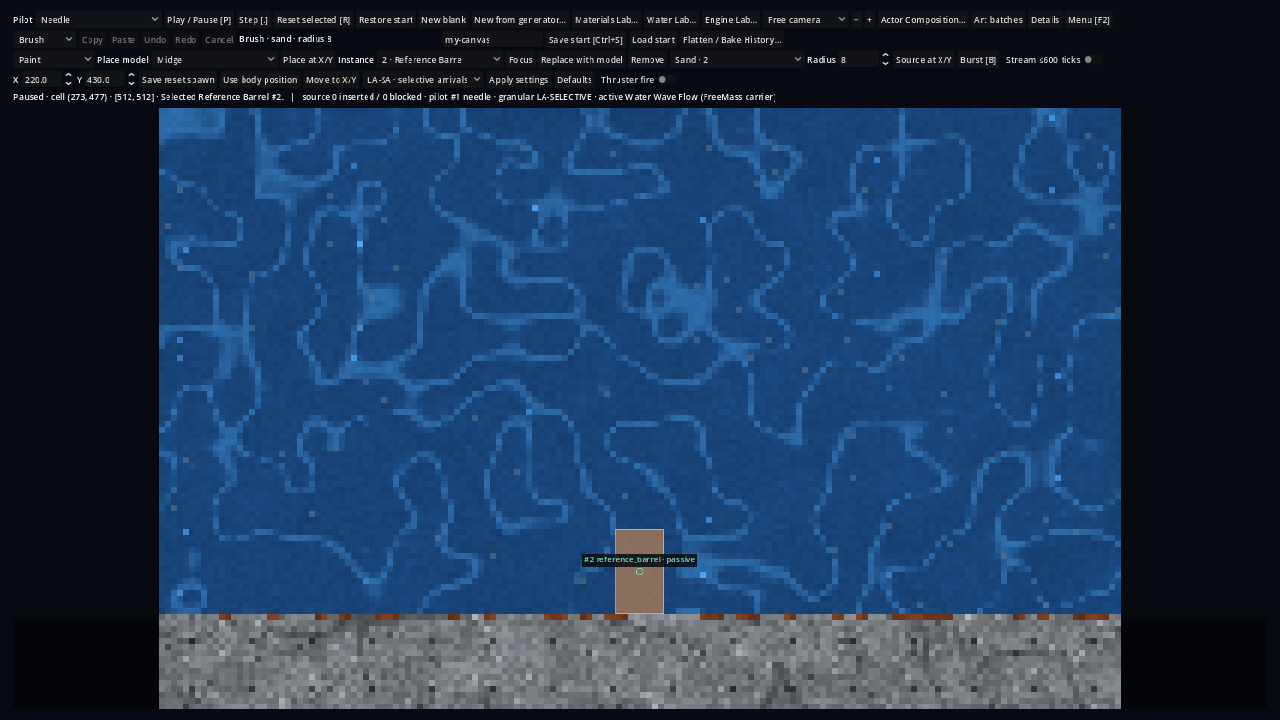 Pilot Needle Play / Pause [P] Step [.] Reset selected [R] Restore start New blank New from generator... Materials Lab... Water Lab... Engine Lab... Free camera − + Actor Composition... Art batches Details Menu [F2]
Brush Copy Paste Undo Redo Cancel Brush · sand · radius 8 my-canvas Save start [Ctrl+S] Load start Flatten / Bake History...
Paint Place model Midge Place at X/Y Instance 2 · Reference Barre Focus Replace with model Remove Sand · 2 Radius 8 Source at X/Y Burst [B] Stream ≤600 ticks
X 220.0 Y 430.0 Save resets pawn Use body position Move to X/Y LA-SA · selective arrivals Apply settings Defaults Thruster fire
Paused · cell (273, 477) · [512, 512] · Selected Reference Barrel #2. | source 0 inserted / 0 blocked · pilot #1 needle · granular LA-SELECTIVE · active Water Wave Flow (FreeMass carrier)
#2 reference_barrel · passive